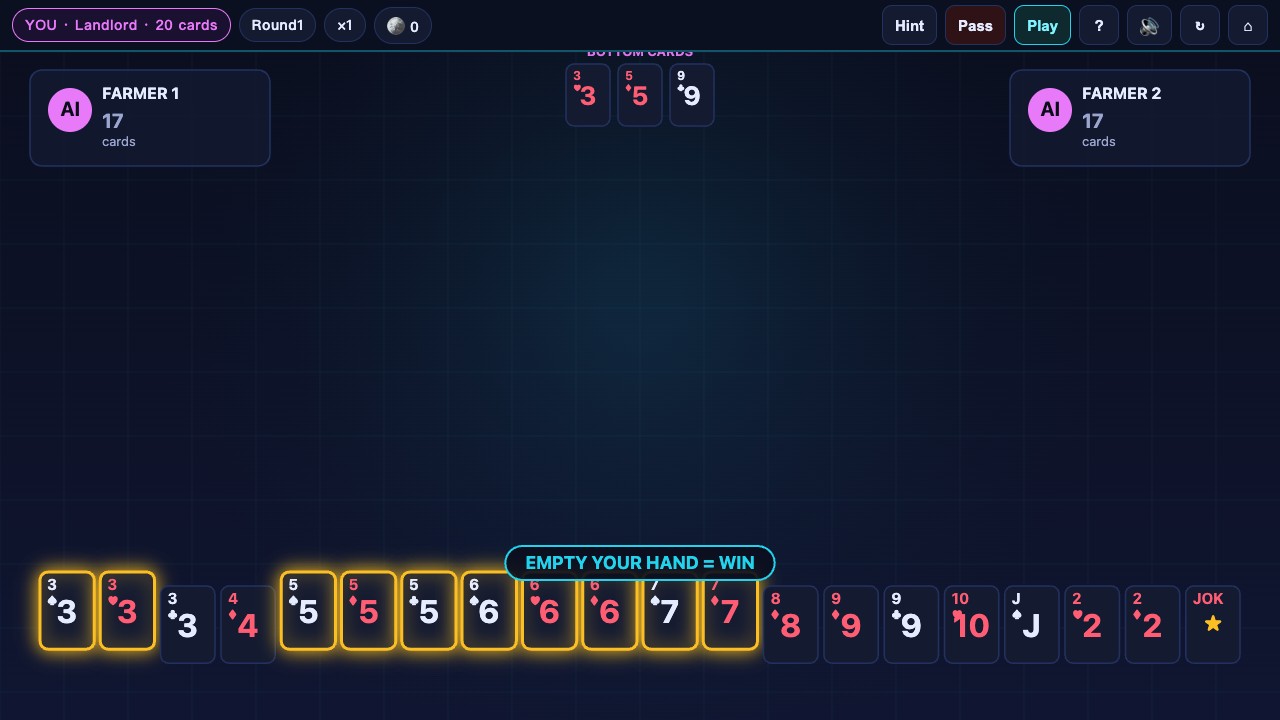 YOU · Landlord · 20 cards Round1 ×1 0 Hint Pass Play ? ↻ ⌂
BOTTOM CARDS
3 3 5 5 9 9
AI FARMER 1
17
cards
AI FARMER 2
17
cards
EMPTY YOUR HAND = WIN
3 3 3 4 5 5 5 6 6 6 7 7 8 9 9 10 J 2 2 JOK
3 3 3 4 5 5 5 6 6 6 7 7 8 9 9 10 J 2 2